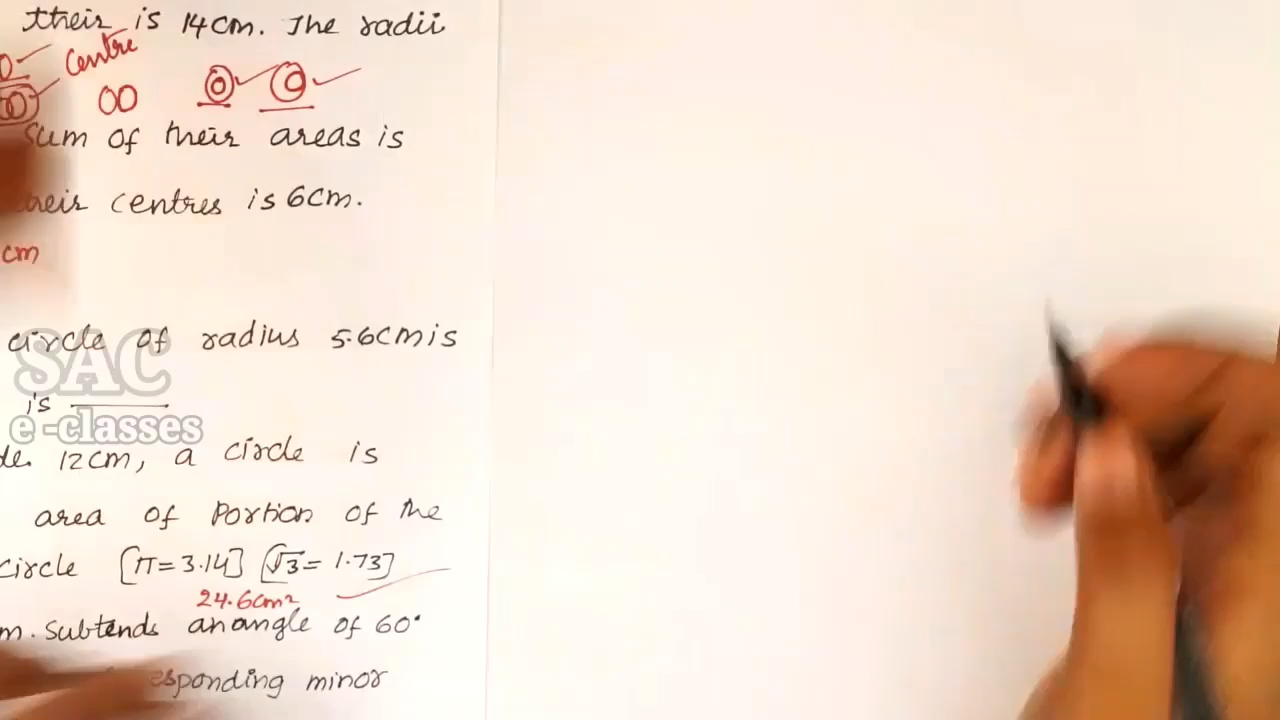 their is 14cm. The radii
centre
sum of their areas is
their centres is 6cm.
cm
circle of radius 5.6cm is
SAC
is
e-classes
12cm, a circle is
area of Portion of the
circle [π = 3.14] [√3 = 1.73]
24.6cm²
m. Subtends an angle of 60°
minor